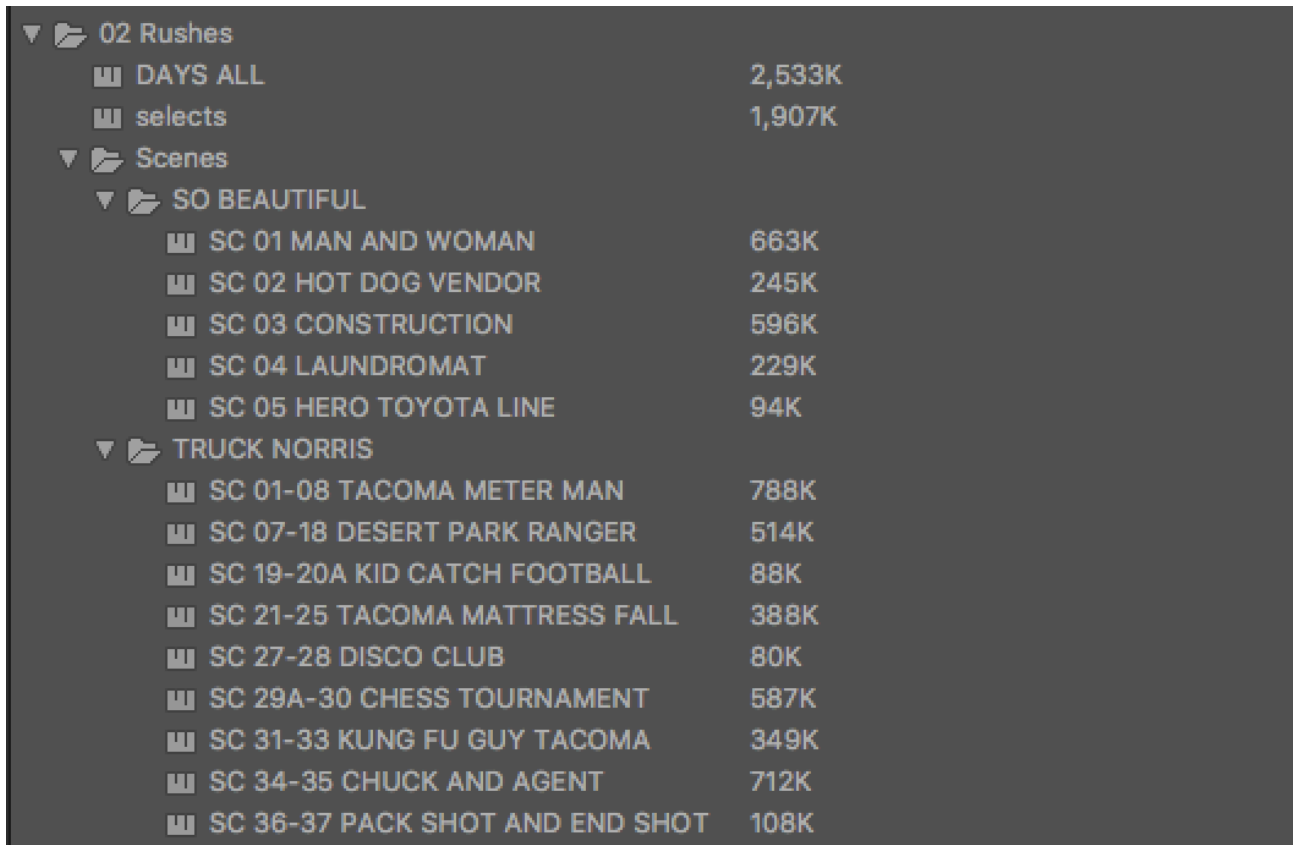 02 Rushes
DAYS ALL 2,533K
selects 1,907K
Scenes
SO BEAUTIFUL
SC 01 MAN AND WOMAN 663K
SC 02 HOT DOG VENDOR 245K
SC 03 CONSTRUCTION 596K
SC 04 LAUNDROMAT 229K
SC 05 HERO TOYOTA LINE 94K
TRUCK NORRIS
SC 01-08 TACOMA METER MAN 788K
SC 07-18 DESERT PARK RANGER 514K
SC 19-20A KID CATCH FOOTBALL 88K
SC 21-25 TACOMA MATTRESS FALL 388K
SC 27-28 DISCO CLUB 80K
SC 29A-30 CHESS TOURNAMENT 587K
SC 31-33 KUNG FU GUY TACOMA 349K
SC 34-35 CHUCK AND AGENT 712K
SC 36-37 PACK SHOT AND END SHOT 108K